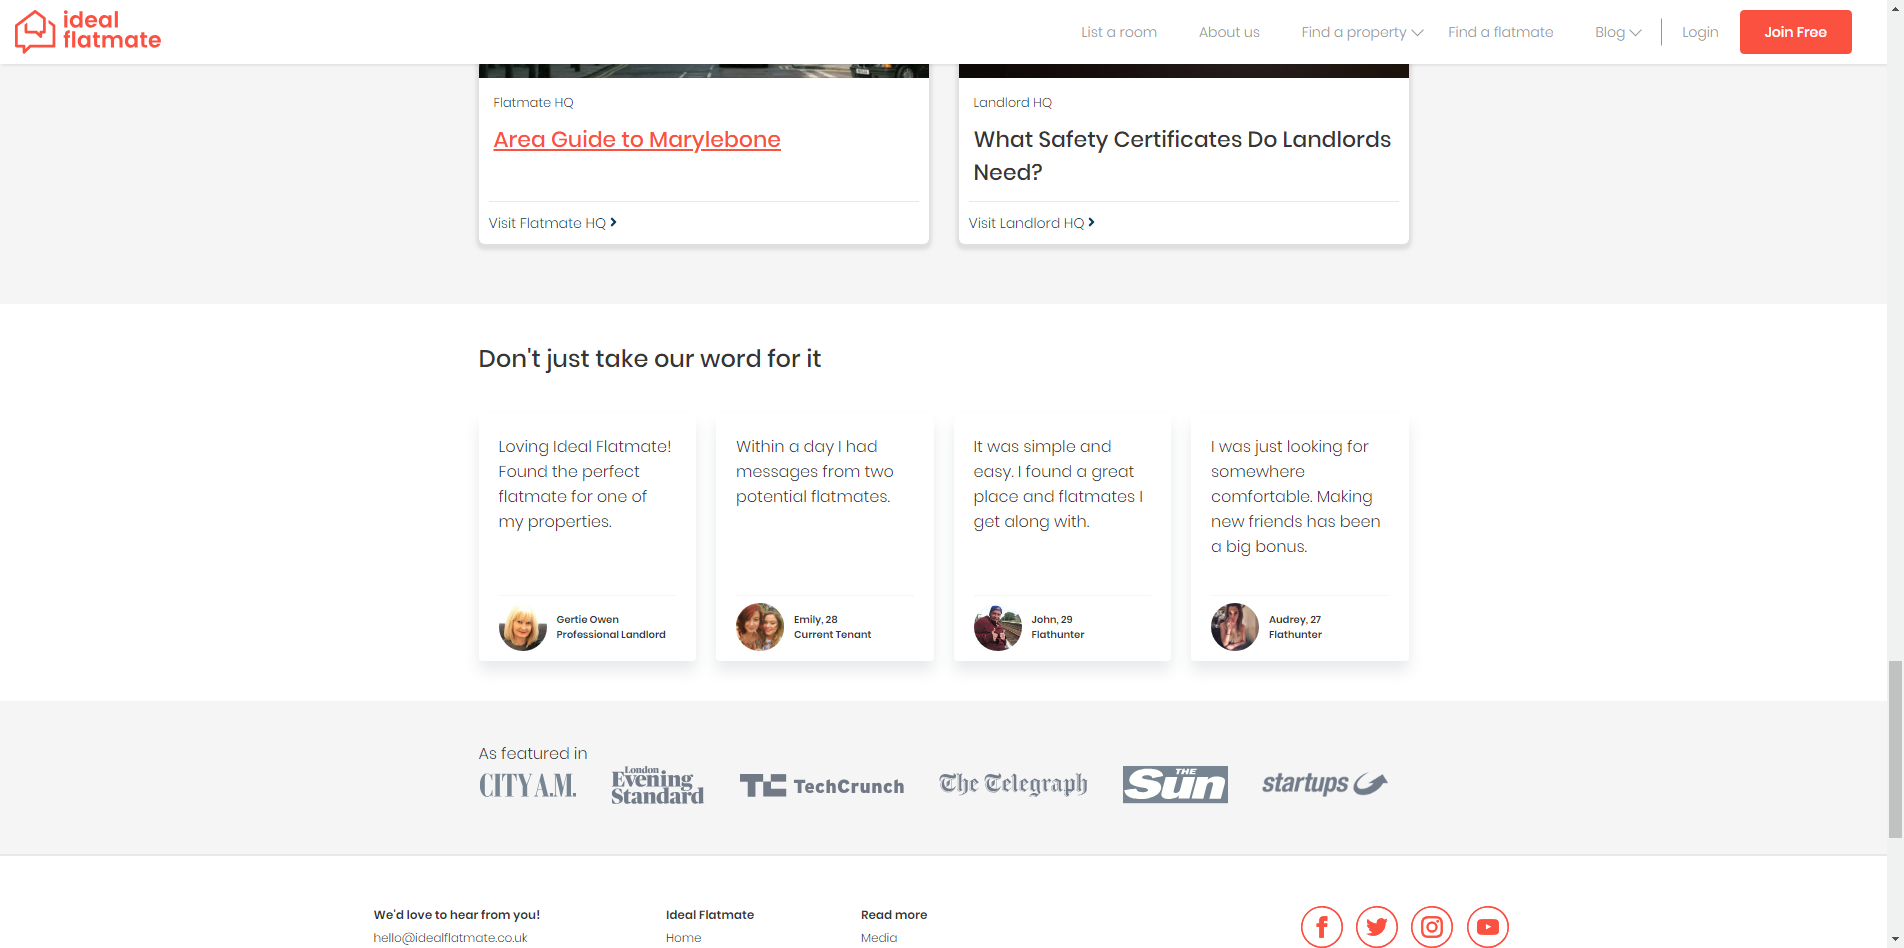 ideal
flatmate
List a room About us Find a property Find a flatmate Blog Login Join Free
Flatmate HQ
Area Guide to Marylebone
Visit Flatmate HQ
Landlord HQ
What Safety Certificates Do Landlords
Need?
Visit Landlord HQ
Don't just take our word for it
Loving Ideal Flatmate!
Found the perfect
flatmate for one of
my properties.
Gertie Owen
Professional Landlord
Within a day I had
messages from two
potential flatmates.
Emily, 28
Current Tenant
It was simple and
easy. I found a great
place and flatmates I
get along with.
John, 29
Flathunter
I was just looking for
somewhere
comfortable. Making
new friends has been
a big bonus.
Audrey, 27
Flathunter
As featured in
CITY A.M.
London
Evening
Standard
TC TechCrunch
The Telegraph
THE
Sun
startups
We'd love to hear from you!
hello@idealflatmate.co.uk
Ideal Flatmate
Home
Read more
Media